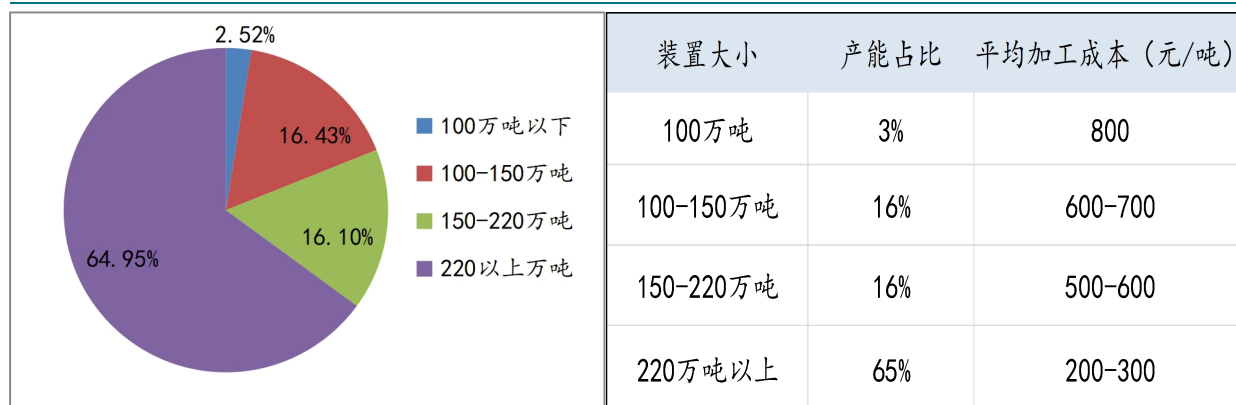 2.52%
16.43%
16.10%
64.95%
100万吨以下
100-150万吨
150-220万吨
220以上万吨
装置大小 产能占比 平均加工成本（元/吨）
100万吨 3% 800
100-150万吨 16% 600-700
150-220万吨 16% 500-600
220万吨以上 65% 200-300